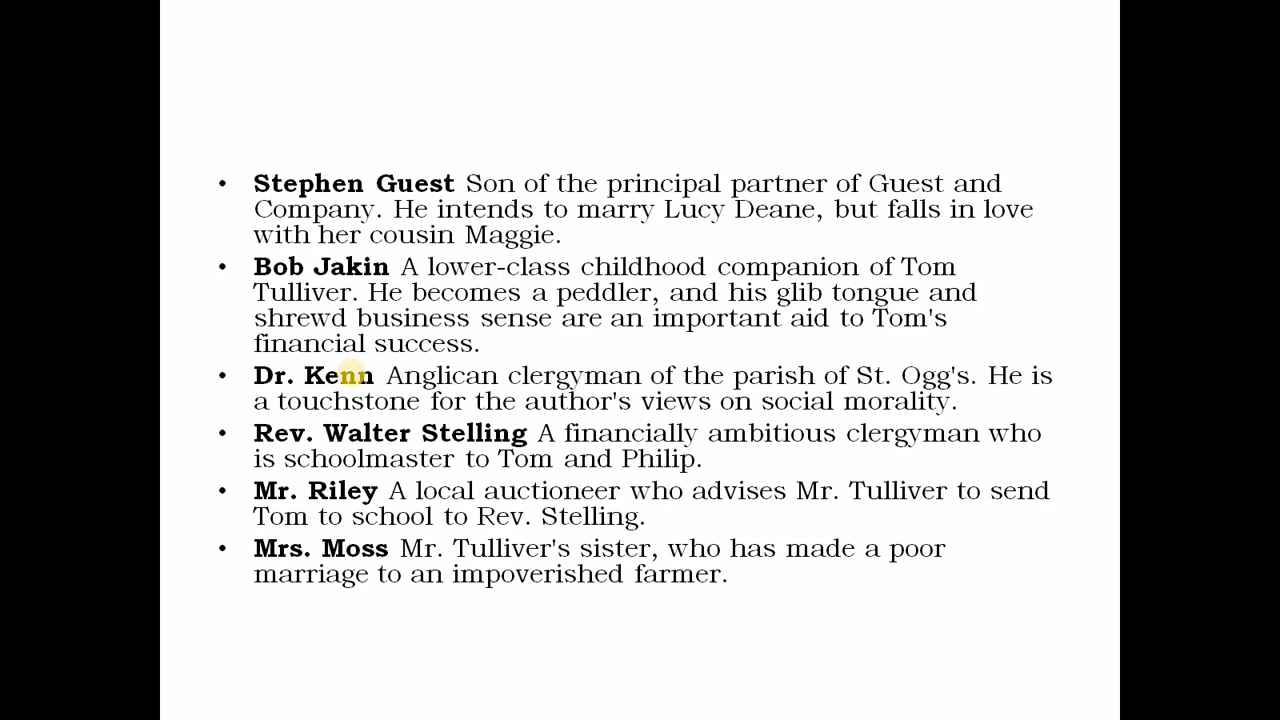 • Stephen Guest Son of the principal partner of Guest and
Company. He intends to marry Lucy Deane, but falls in love
with her cousin Maggie.
• Bob Jakin A lower-class childhood companion of Tom
Tulliver. He becomes a peddler, and his glib tongue and
shrewd business sense are an important aid to Tom's
financial success.
• Dr. Kenn Anglican clergyman of the parish of St. Ogg's. He is
a touchstone for the author's views on social morality.
• Rev. Walter Stelling A financially ambitious clergyman who
is schoolmaster to Tom and Philip.
• Mr. Riley A local auctioneer who advises Mr. Tulliver to send
Tom to school to Rev. Stelling.
• Mrs. Moss Mr. Tulliver's sister, who has made a poor
marriage to an impoverished farmer.